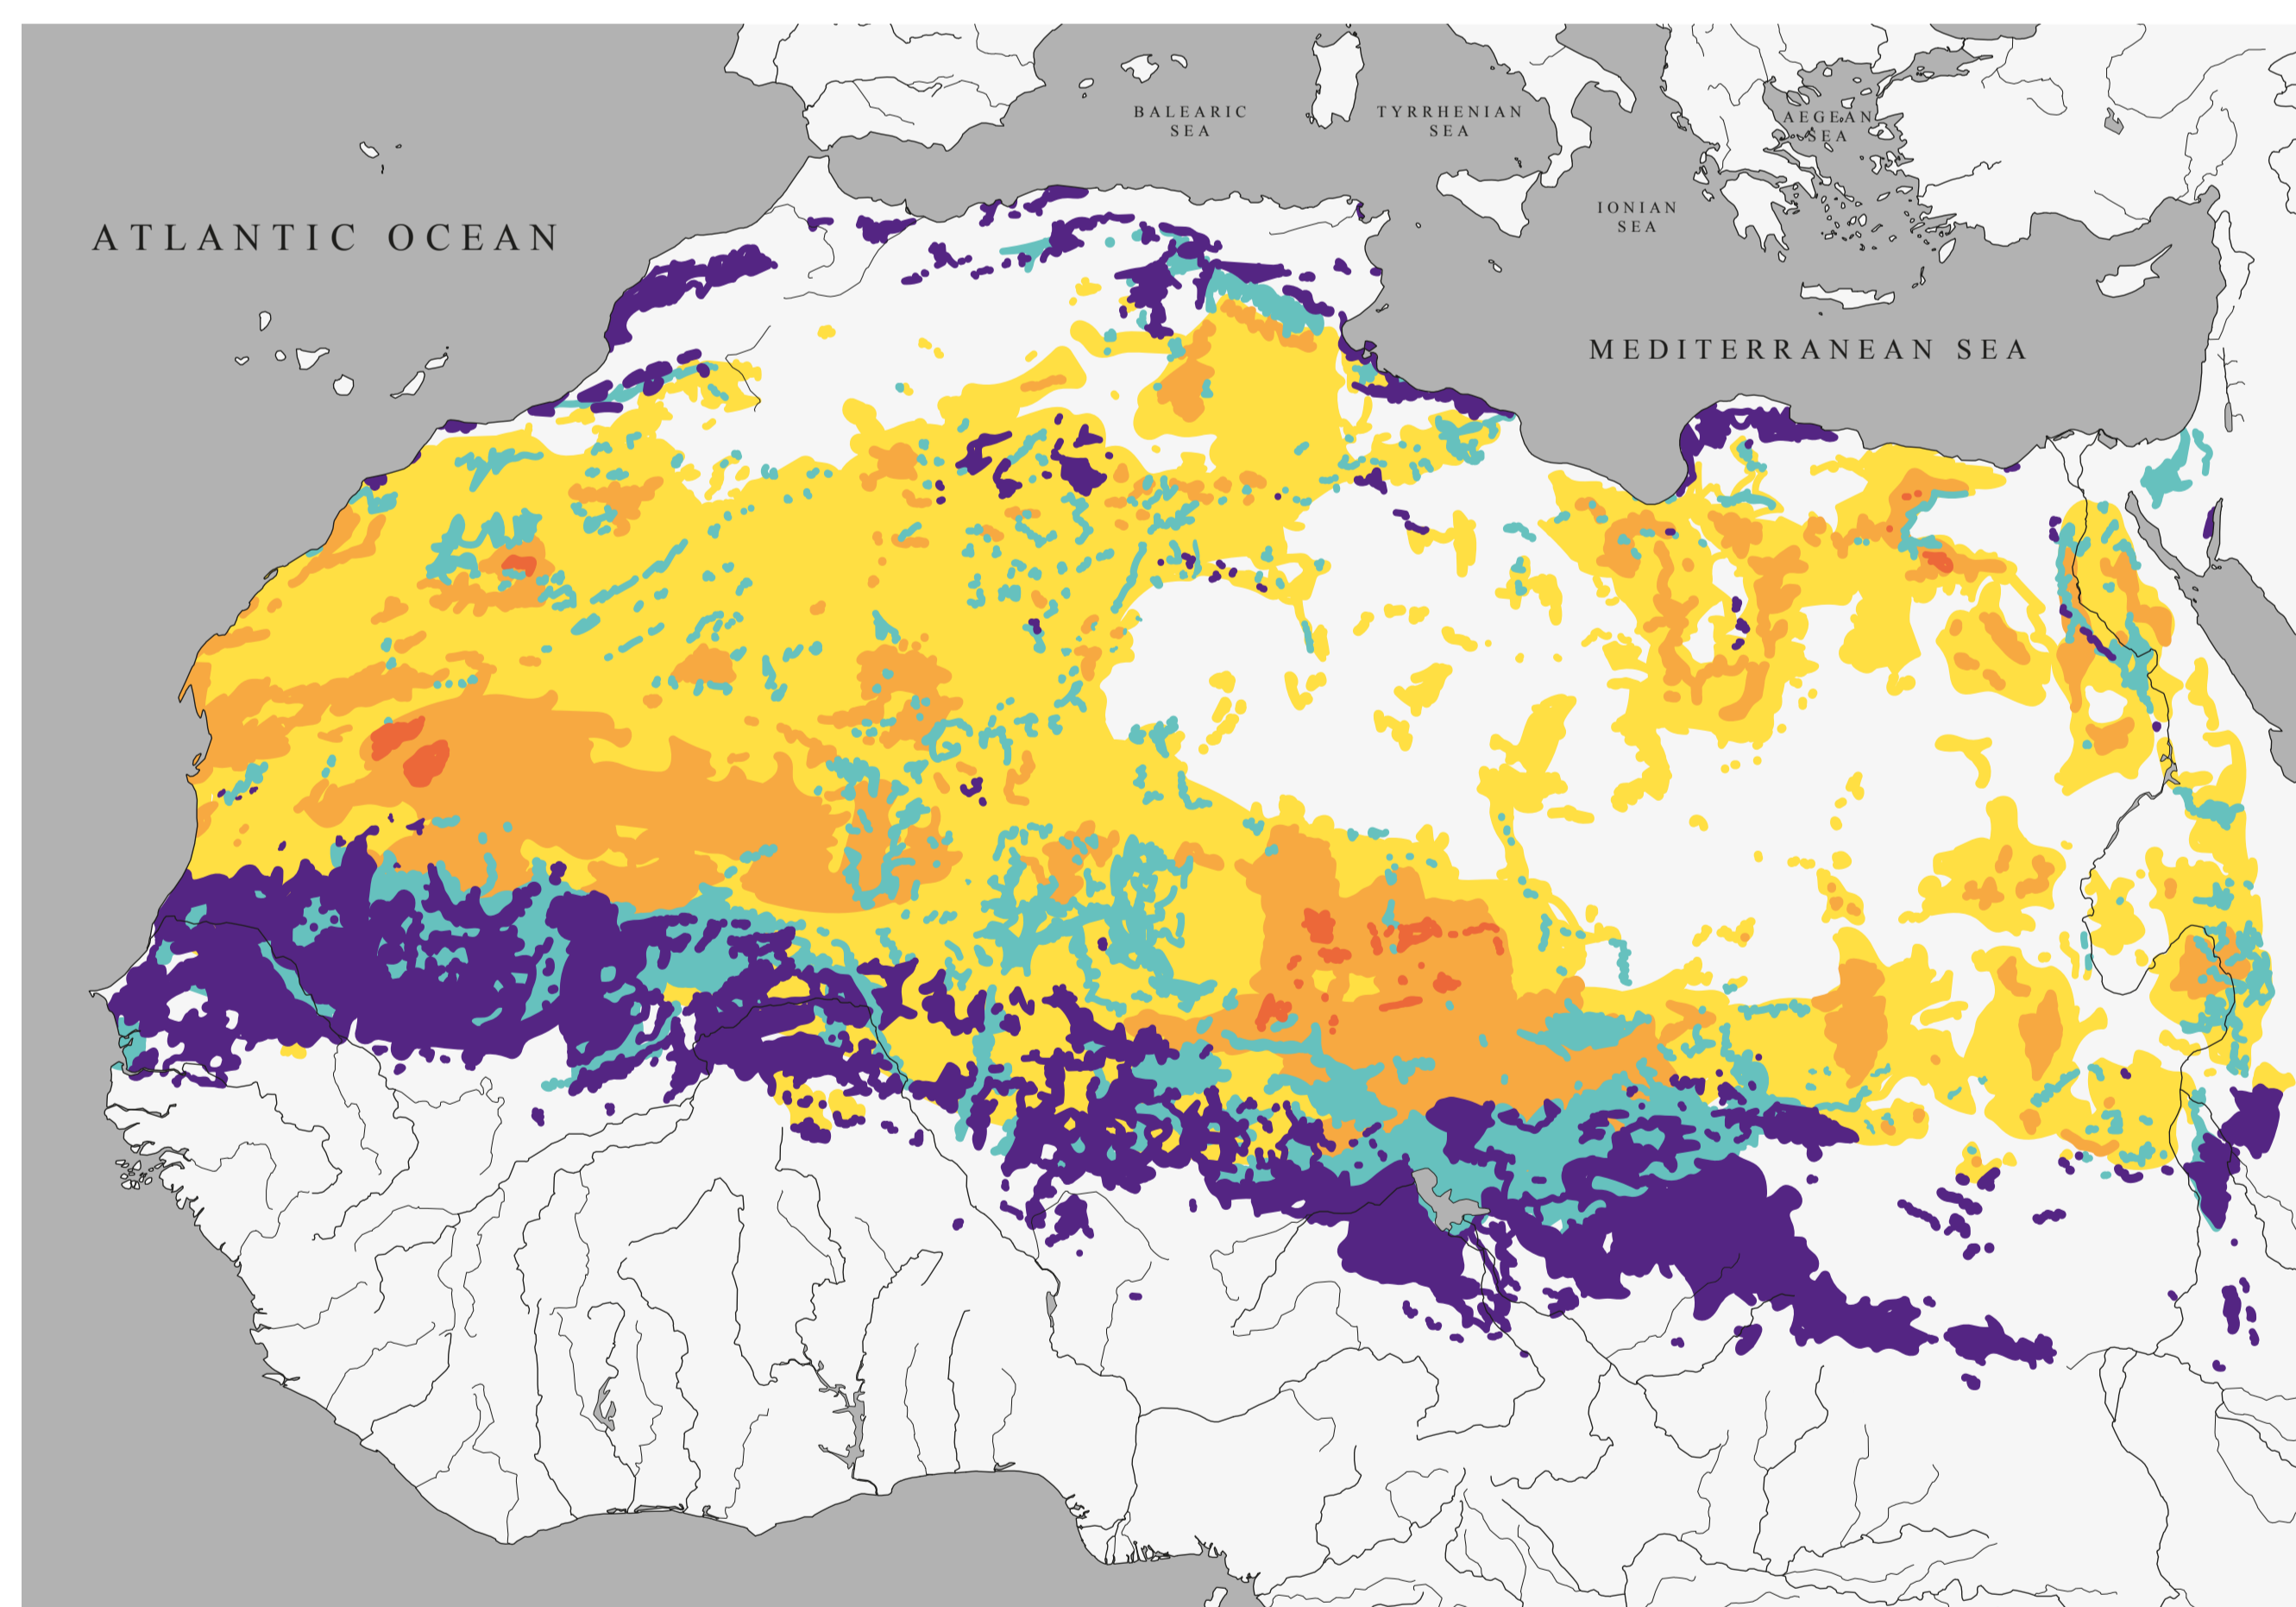 BALEARIC
SEA
TYRRHENIAN
SEA
AEGEAN
SEA
IONIAN
SEA
ATLANTIC OCEAN
MEDITERRANEAN SEA